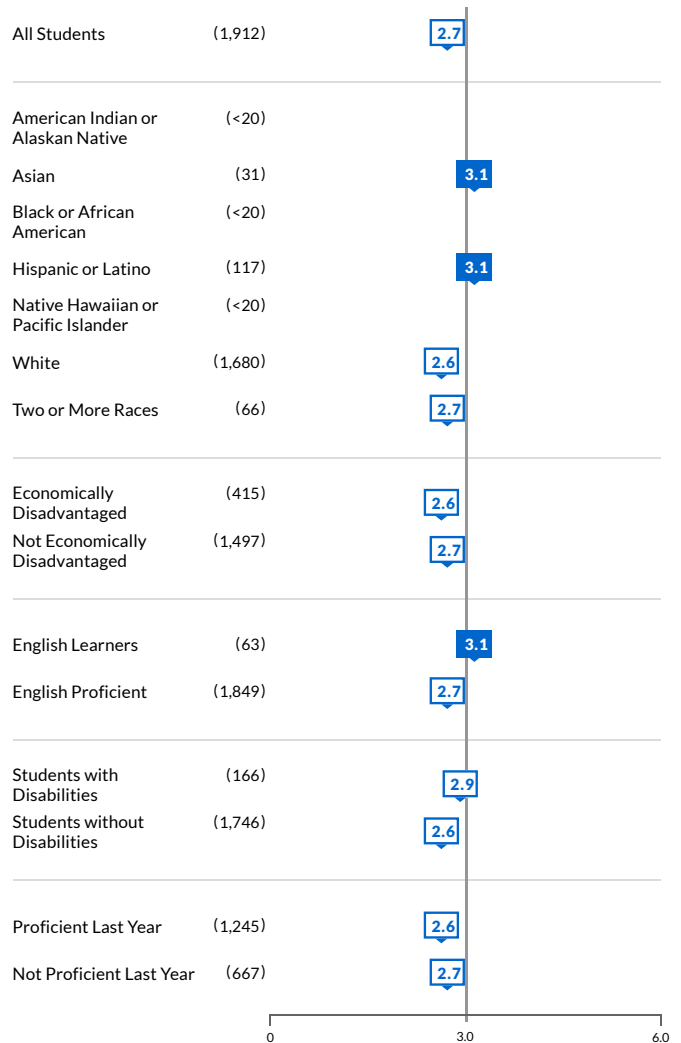 All Students (1,912) 2.7
American Indian or (<20)
Alaskan Native
Asian (31) 3.1
Black or African (<20)
American
Hispanic or Latino (117) 3.1
Native Hawaiian or (<20)
Pacific Islander
White (1,680) 2.6
Two or More Races (66) 2.7
Economically (415) 2.6
Disadvantaged
Not Economically (1,497) 2.7
Disadvantaged
English Learners (63) 3.1
English Proficient (1,849) 2.7
Students with (166) 2.9
Disabilities
Students without (1,746) 2.6
Disabilities
Proficient Last Year (1,245) 2.6
Not Proficient Last Year (667) 2.7
0 3.0 6.0